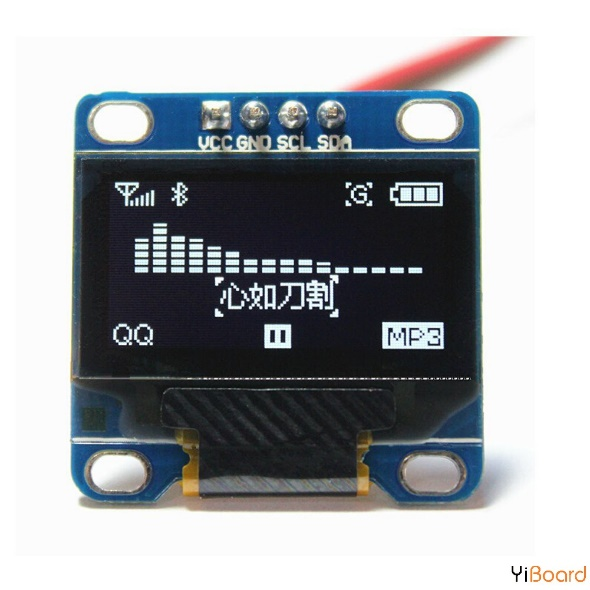 VCC GND SCL SDA
G
心如刀割
QQ
MP3
YiBoard